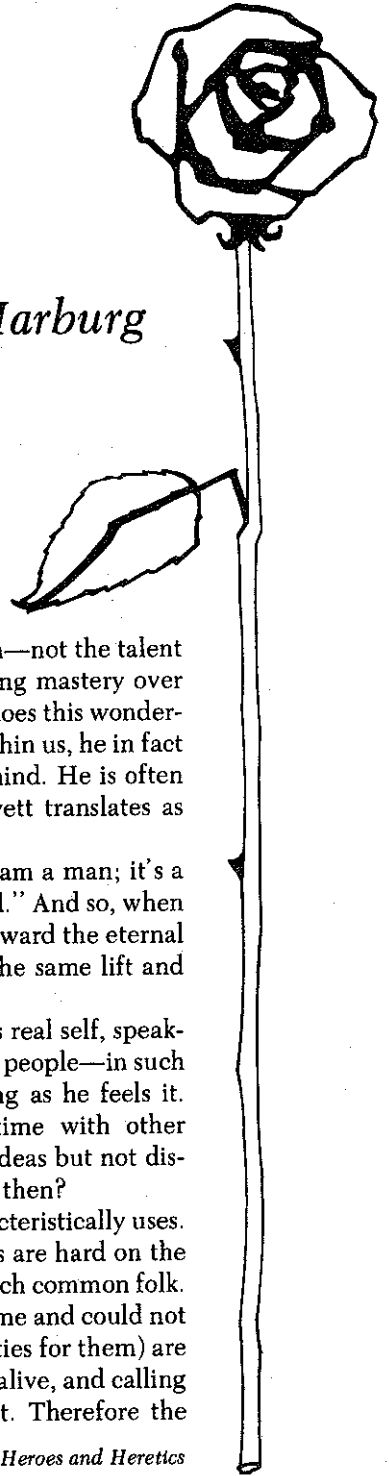 arburg
—not the talent
ng mastery over
oes this wonder-
hin us, he in fact
ind. He is often
vett translates as
am a man; it's a
l." And so, when
ward the eternal
he same lift and
s real self, speak-
people—in such
ng as he feels it.
time with other
deas but not dis-
then?
cteristically uses.
s are hard on the
ch common folk.
me and could not
ties for them) are
alive, and calling
t. Therefore the
Heroes and Heretics